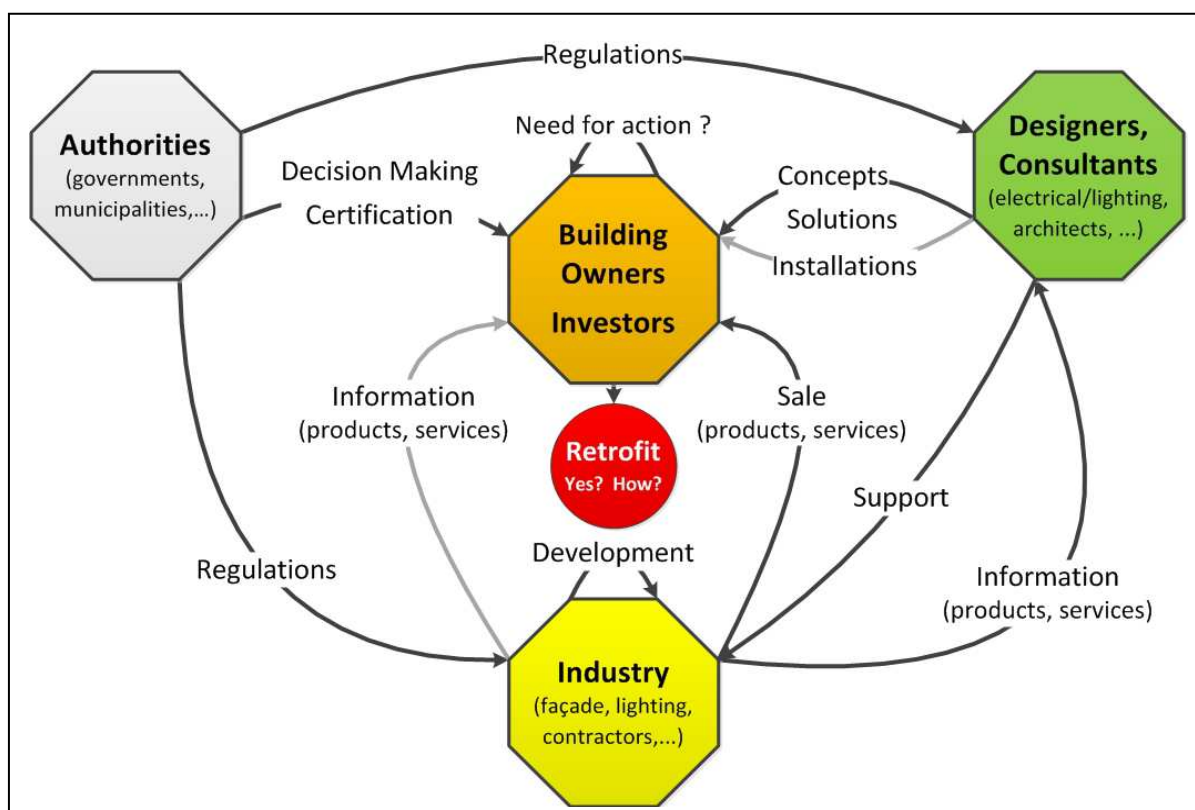 Regulations
Authorities
(governments,
municipalities,...)
Need for action ?
Designers,
Consultants
(electrical/lighting,
architects, ...)
Decision Making
Certification
Concepts
Solutions
Installations
Building
Owners
Investors
Information
(products, services)
Sale
(products, services)
Retrofit
Yes? How?
Support
Development
Regulations
Information
(products, services)
Industry
(façade, lighting,
contractors,...)